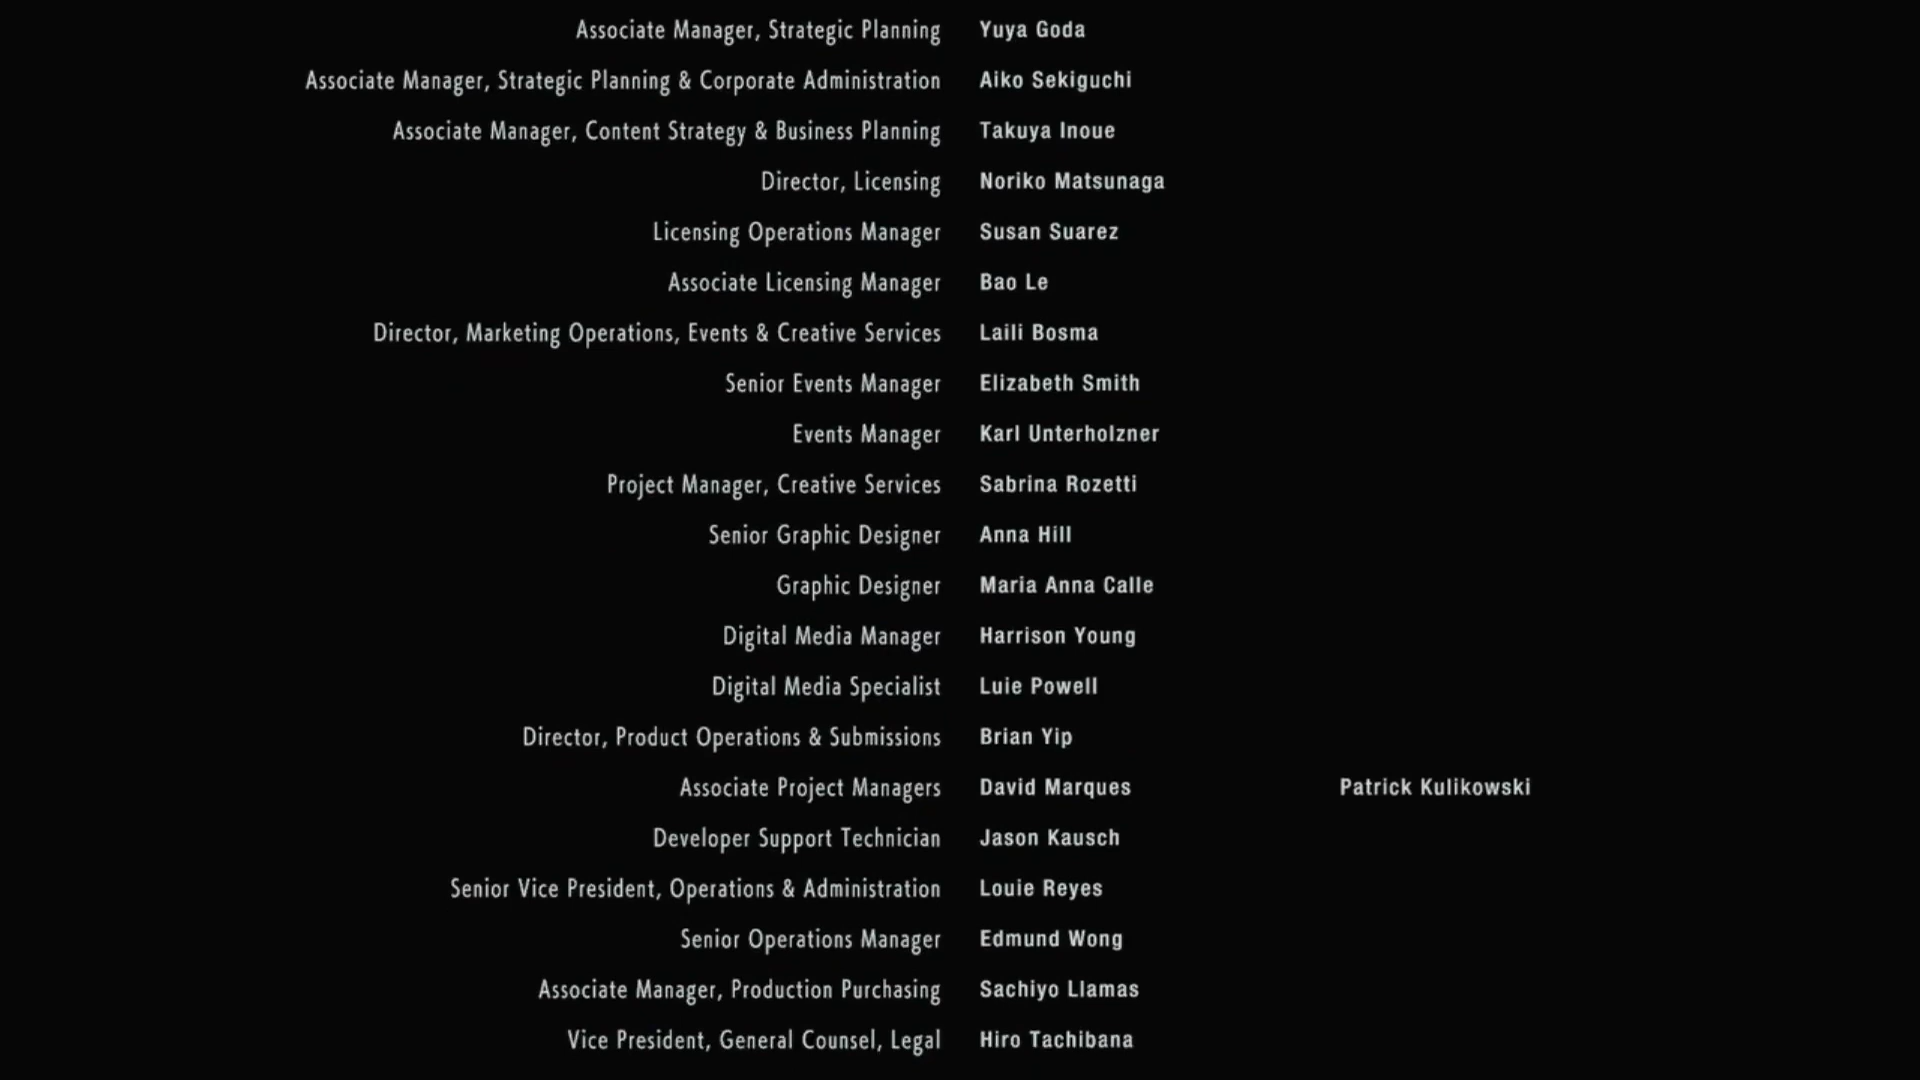 Associate Manager, Strategic Planning Yuya Goda
Associate Manager, Strategic Planning & Corporate Administration Aiko Sekiguchi
Associate Manager, Content Strategy & Business Planning Takuya Inoue
Director, Licensing Noriko Matsunaga
Licensing Operations Manager Susan Suarez
Associate Licensing Manager Bao Le
Director, Marketing Operations, Events & Creative Services Laili Bosma
Senior Events Manager Elizabeth Smith
Events Manager Karl Unterholzner
Project Manager, Creative Services Sabrina Rozetti
Senior Graphic Designer Anna Hill
Graphic Designer Maria Anna Calle
Digital Media Manager Harrison Young
Digital Media Specialist Luie Powell
Director, Product Operations & Submissions Brian Yip
Associate Project Managers David Marques Patrick Kulikowski
Developer Support Technician Jason Kausch
Senior Vice President, Operations & Administration Louie Reyes
Senior Operations Manager Edmund Wong
Associate Manager, Production Purchasing Sachiyo Llamas
Vice President, General Counsel, Legal Hiro Tachibana